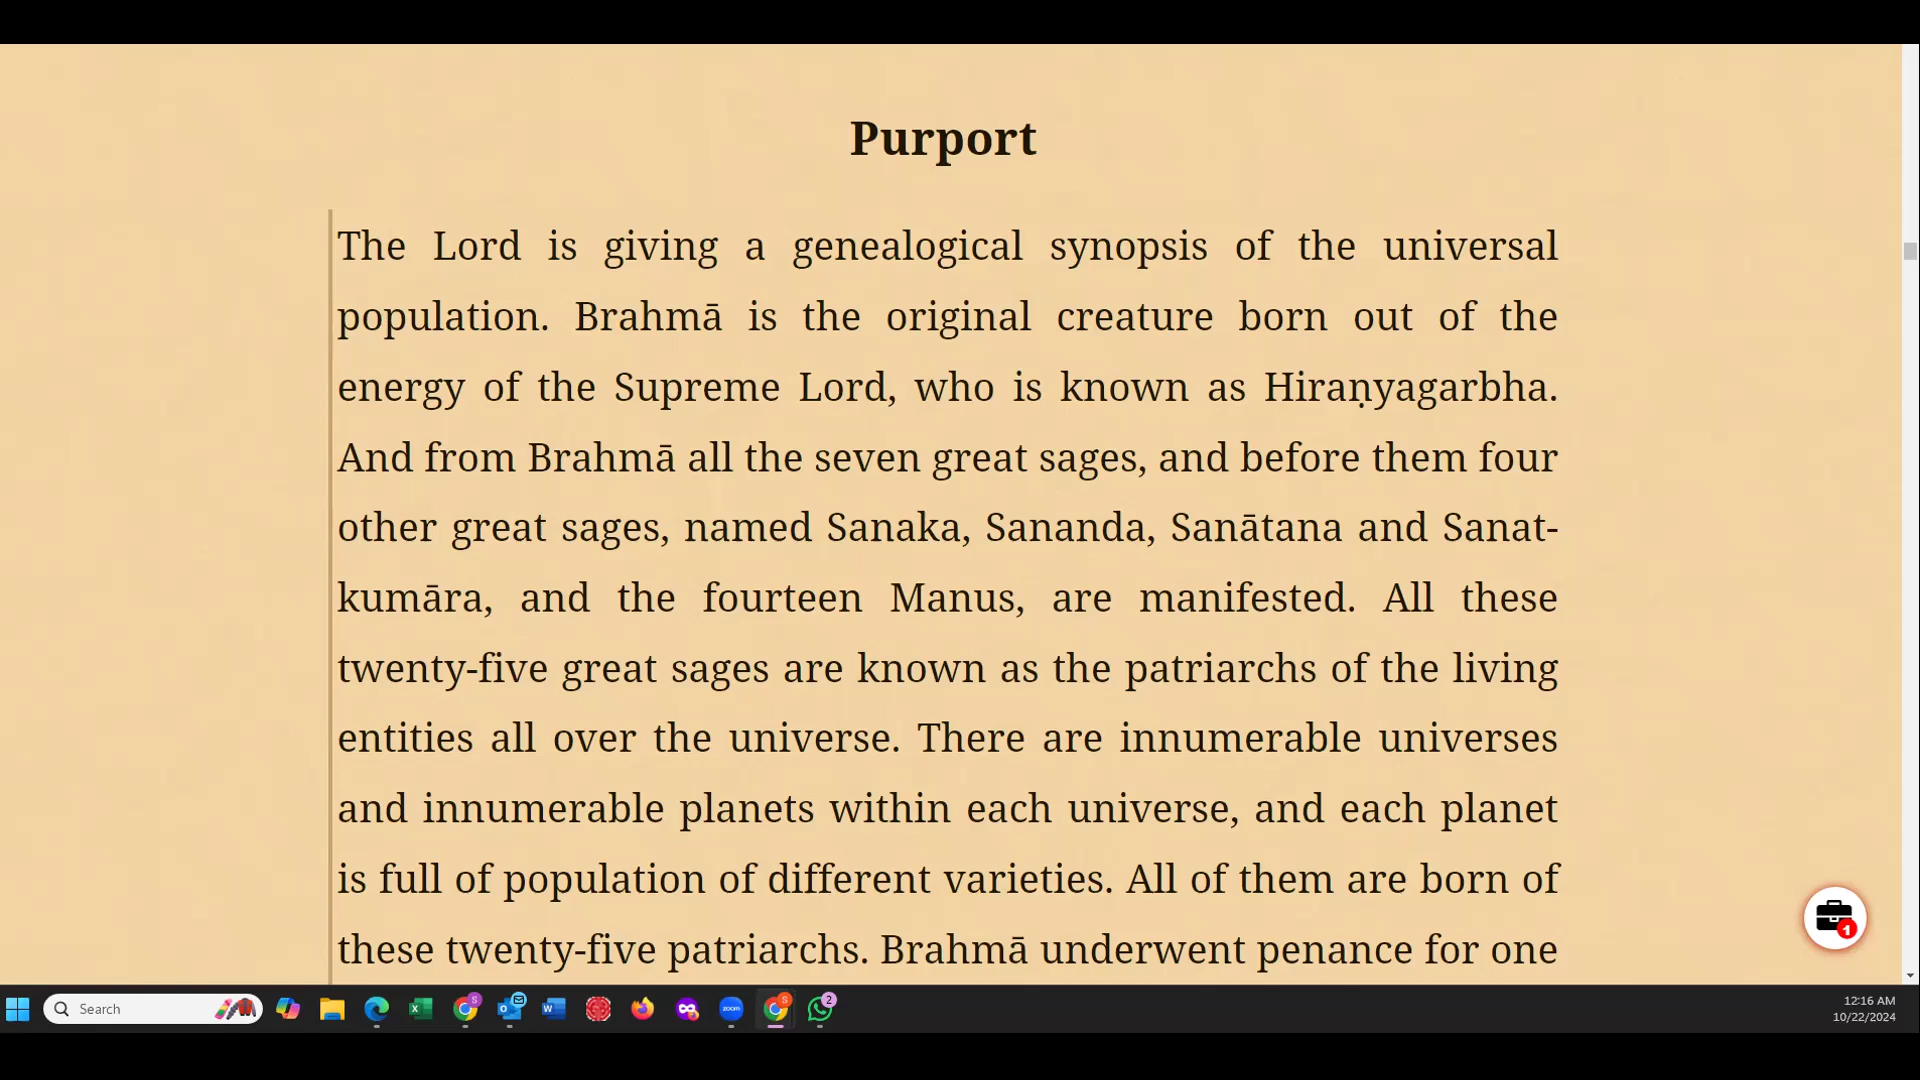 Purport
The Lord is giving a genealogical synopsis of the universal
population. Brahmā is the original creature born out of the
energy of the Supreme Lord, who is known as Hiraṇyagarbha.
And from Brahmā all the seven great sages, and before them four
other great sages, named Sanaka, Sananda, Sanātana and Sanat-
kumāra, and the fourteen Manus, are manifested. All these
twenty-five great sages are known as the patriarchs of the living
entities all over the universe. There are innumerable universes
and innumerable planets within each universe, and each planet
is full of population of different varieties. All of them are born of
these twenty-five patriarchs. Brahmā underwent penance for one
1
Search
S
zoom
S
2
12:16 AM
10/22/2024